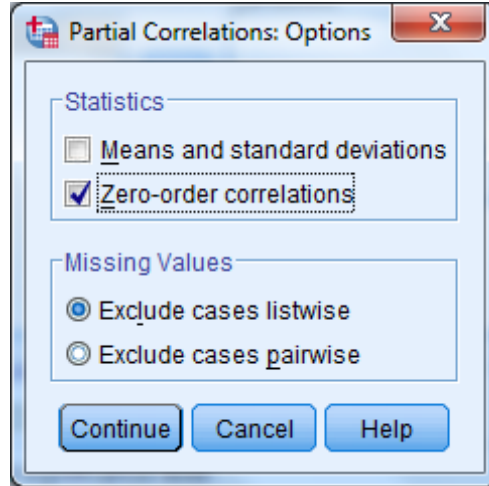 Partial Correlations: Options
Statistics
Means and standard deviations
Zero-order correlations
Missing Values
Exclude cases listwise
Exclude cases pairwise
Continue Cancel Help